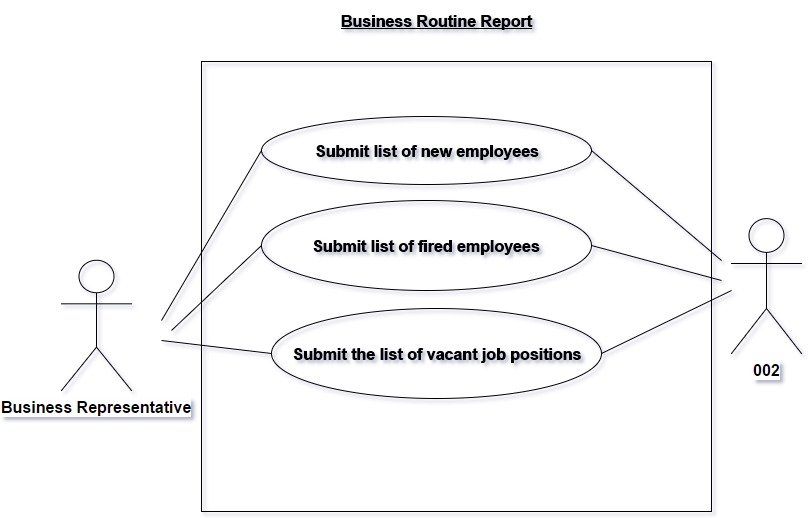 Business Routine Report
Submit list of new employees
Submit list of fired employees
Submit the list of vacant job positions
Business Representative
002